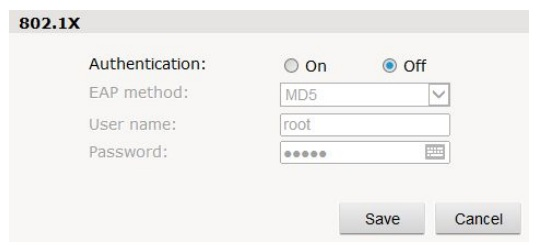 802.1X
Authentication: On Off
EAP method: MD5
User name: root
Password: •••••
Save Cancel